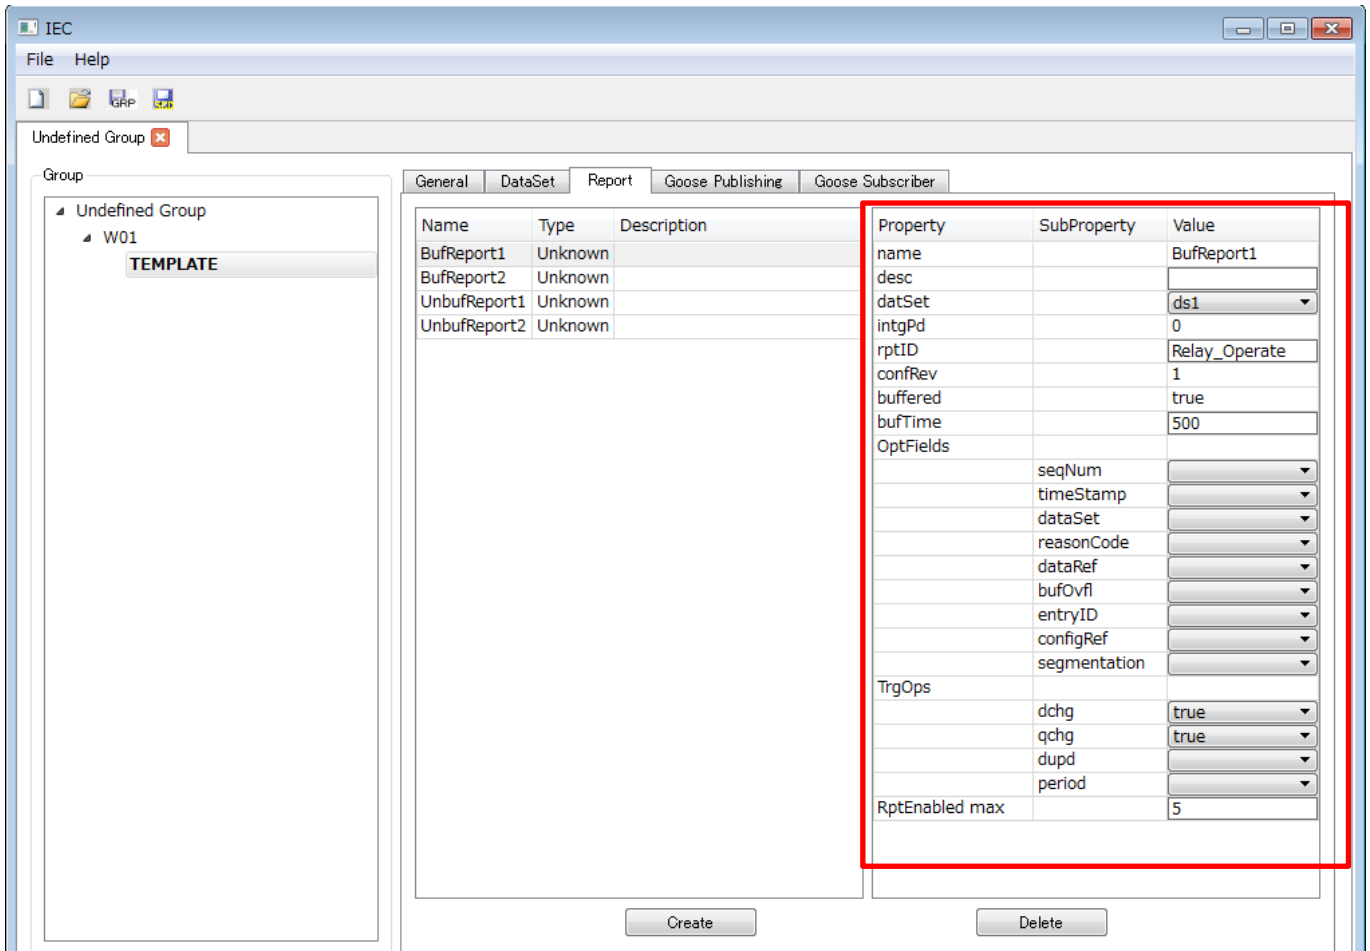 IEC
File Help
GRP
Undefined Group
Group
Undefined Group
W01
TEMPLATE
General DataSet Report Goose Publishing Goose Subscriber
Name Type Description
BufReport1 Unknown
BufReport2 Unknown
UnbufReport1 Unknown
UnbufReport2 Unknown
Property SubProperty Value
name BufReport1
desc
datSet ds1
intgPd 0
rptID Relay_Operate
confRev 1
buffered true
bufTime 500
OptFields
seqNum
timeStamp
dataSet
reasonCode
dataRef
bufOvfl
entryID
configRef
segmentation
TrgOps
dchg true
qchg true
dupd
period
RptEnabled max 5
Create Delete